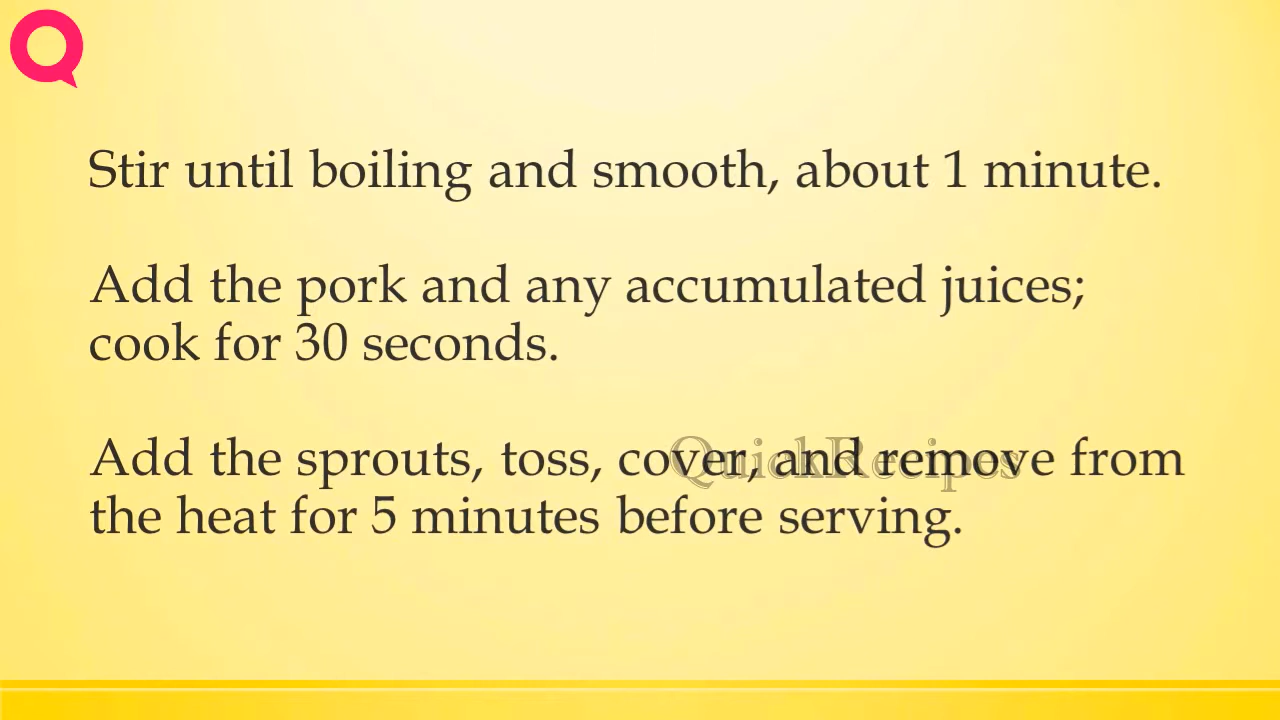 Stir until boiling and smooth, about 1 minute.
Add the pork and any accumulated juices;
cook for 30 seconds.
Add the sprouts, toss, cover, and remove from
the heat for 5 minutes before serving.
QuickRecipes